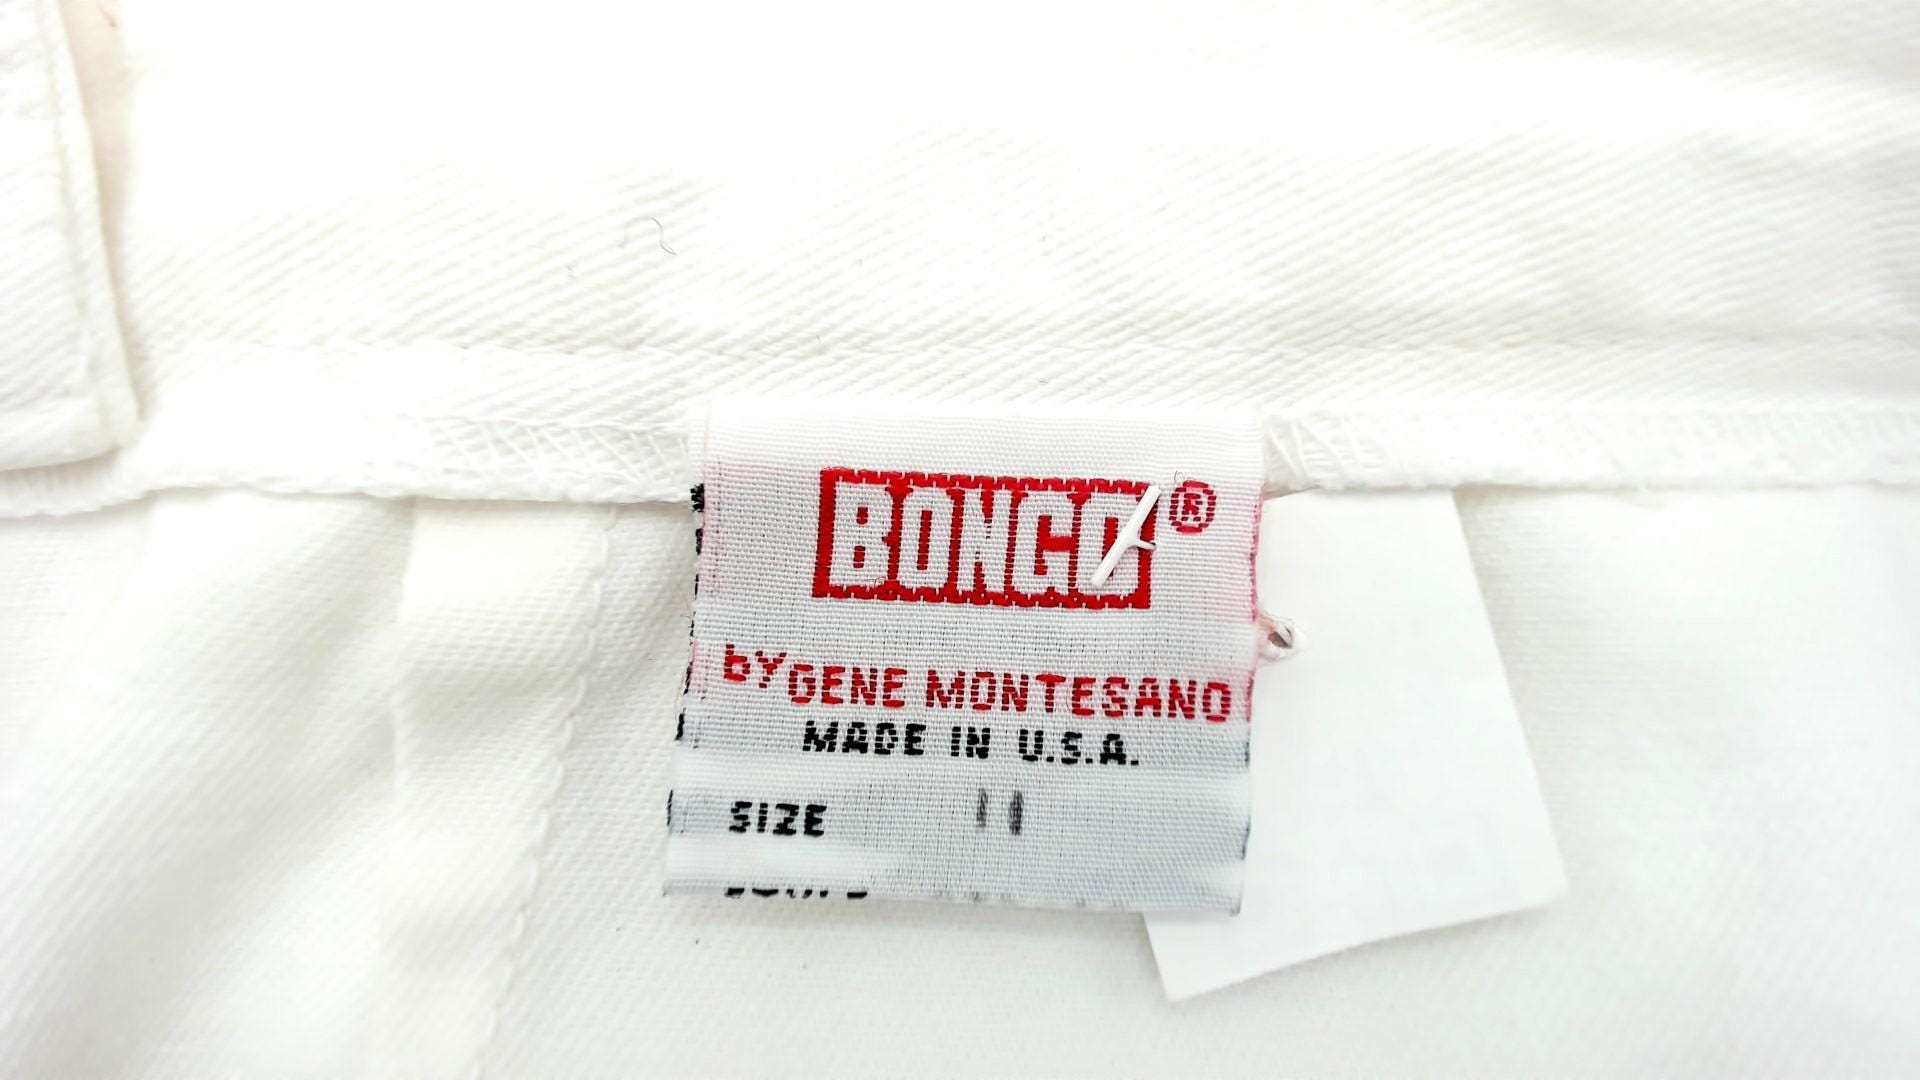 BONGO®
bY GENE MONTESANO
MADE IN U.S.A.
SIZE 11